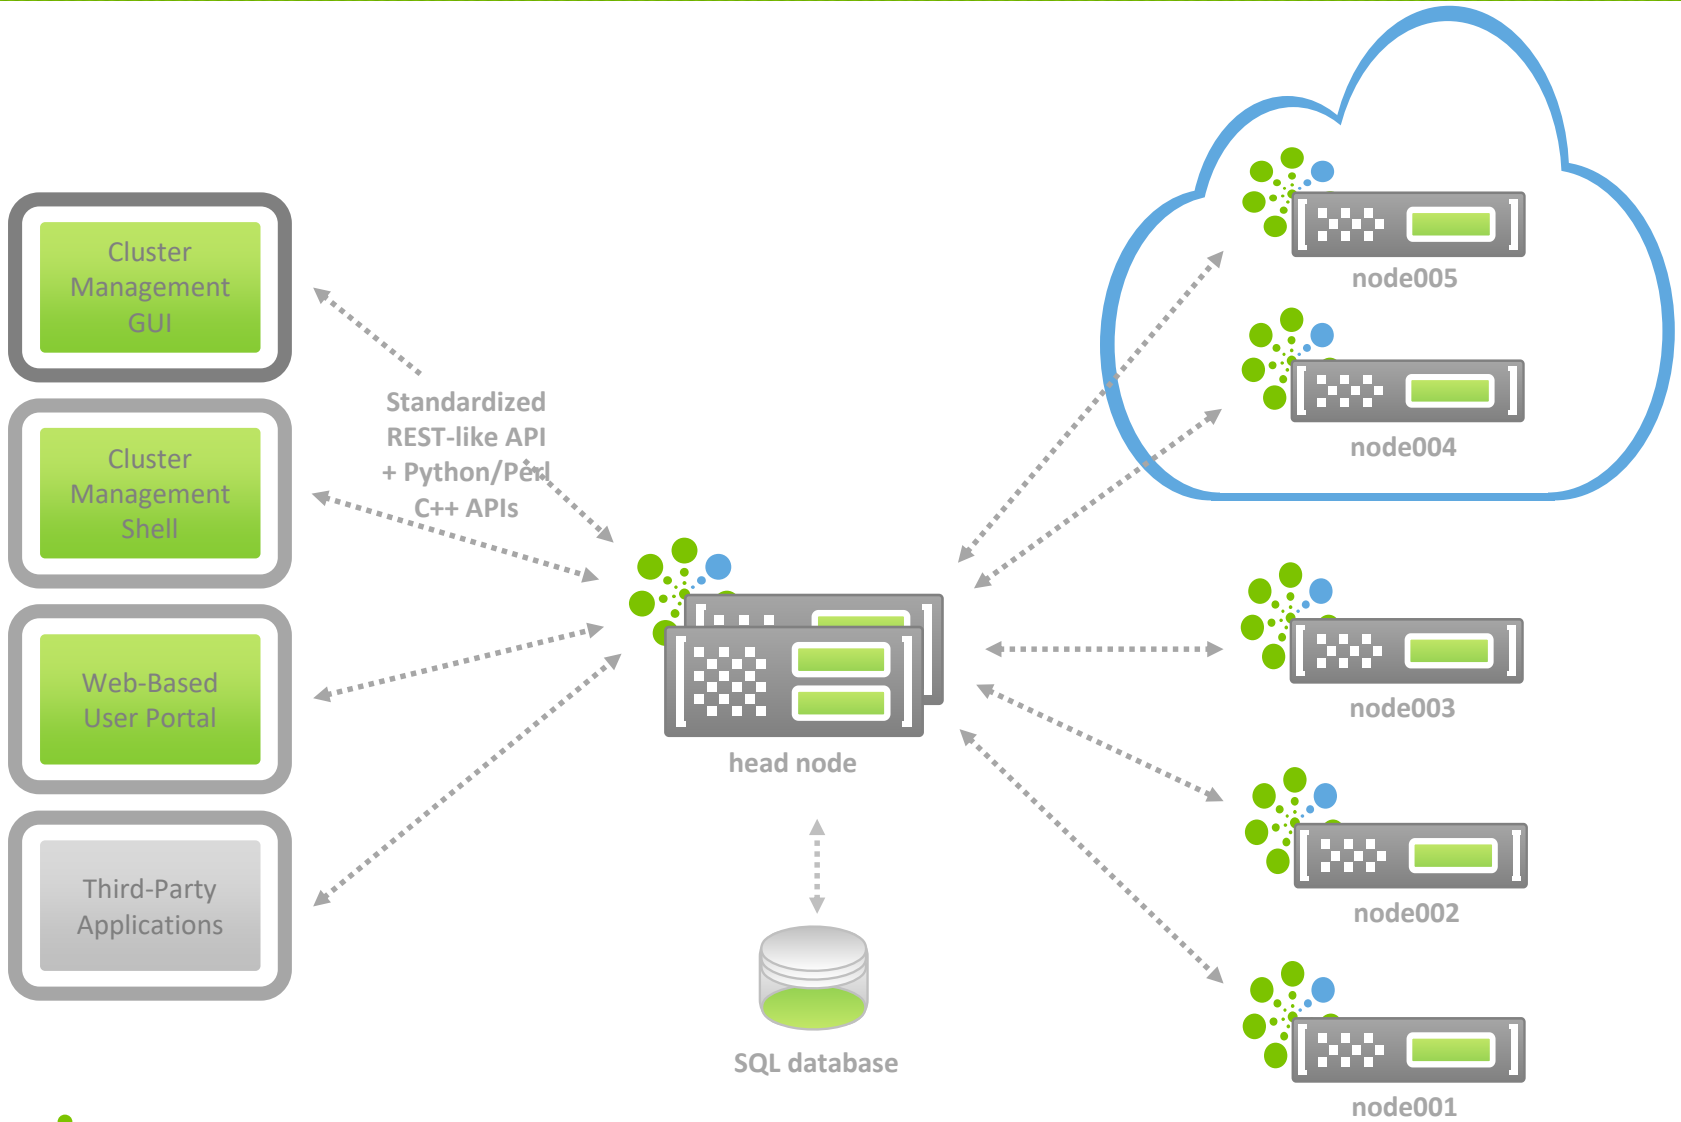 Cluster
Management
GUI
Cluster
Management
Shell
Web-Based
User Portal
Third-Party
Applications
Standardized
REST-like API
+ Python/Perl
C++ APIs
head node
SQL database
node005
node004
node003
node002
node001